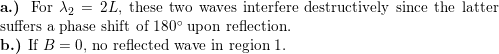 a.) For λ₂ = 2L, these two waves interfere destructively since the latter
suffers a phase shift of 180° upon reflection.
b.) If B = 0, no reflected wave in region 1.